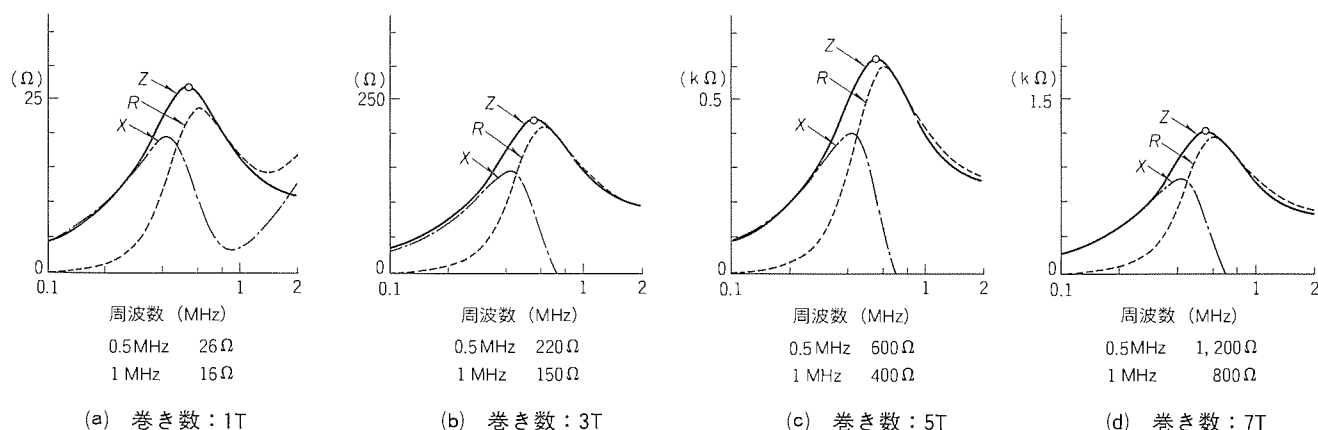 (Ω)
25
0
Z
R
X
0.1
1
2
周波数 (MHz)
0.5MHz 26Ω
1 MHz 16Ω
(a) 巻き数：1T
(Ω)
250
0
Z
R
X
0.1
1
2
周波数 (MHz)
0.5MHz 220Ω
1 MHz 150Ω
(b) 巻き数：3T
(kΩ)
0.5
0
Z
R
X
0.1
1
2
周波数 (MHz)
0.5MHz 600Ω
1 MHz 400Ω
(c) 巻き数：5T
(kΩ)
1.5
0
Z
R
X
0.1
1
2
周波数 (MHz)
0.5MHz 1,200Ω
1 MHz 800Ω
(d) 巻き数：7T